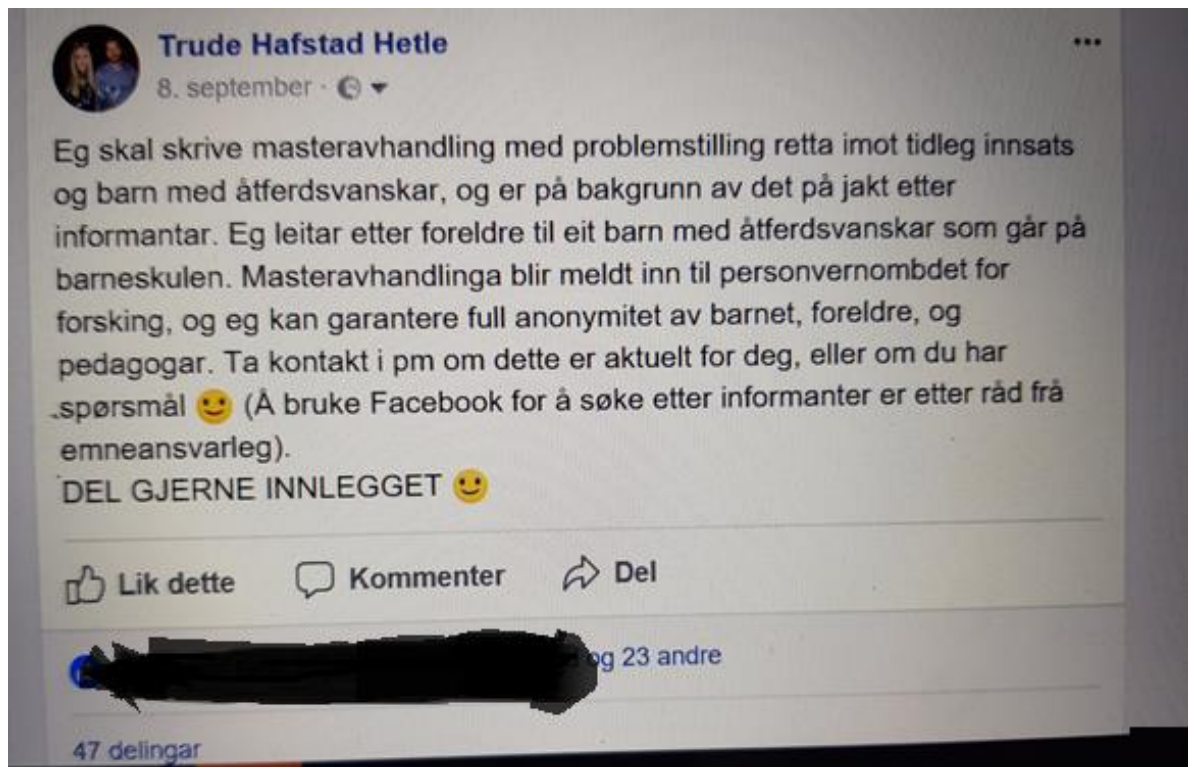 Trude Hafstad Hetle
8. september ·
Eg skal skrive masteravhandling med problemstilling retta imot tidleg innsats
og barn med åtferdsvanskar, og er på bakgrunn av det på jakt etter
informantar. Eg leitar etter foreldre til eit barn med åtferdsvanskar som går på
barneskulen. Masteravhandlinga blir meldt inn til personvernombdet for
forsking, og eg kan garantere full anonymitet av barnet, foreldre, og
pedagogar. Ta kontakt i pm om dette er aktuelt for deg, eller om du har
spørsmål 🙂 (Å bruke Facebook for å søke etter informanter er etter råd frå
emneansvarleg).
DEL GJERNE INNLEGGET 🙂
Lik dette Kommenter Del
og 23 andre
47 delingar